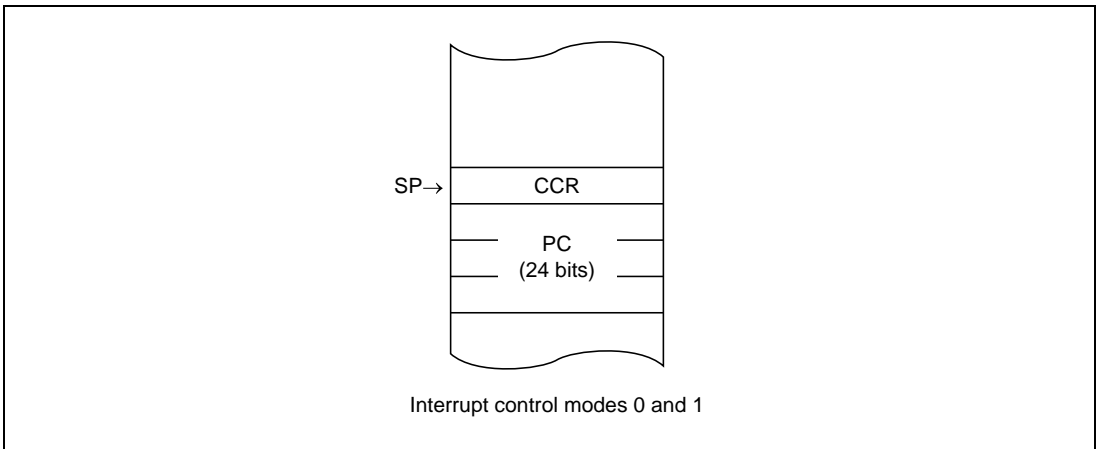 SP→ CCR
PC
(24 bits)
Interrupt control modes 0 and 1